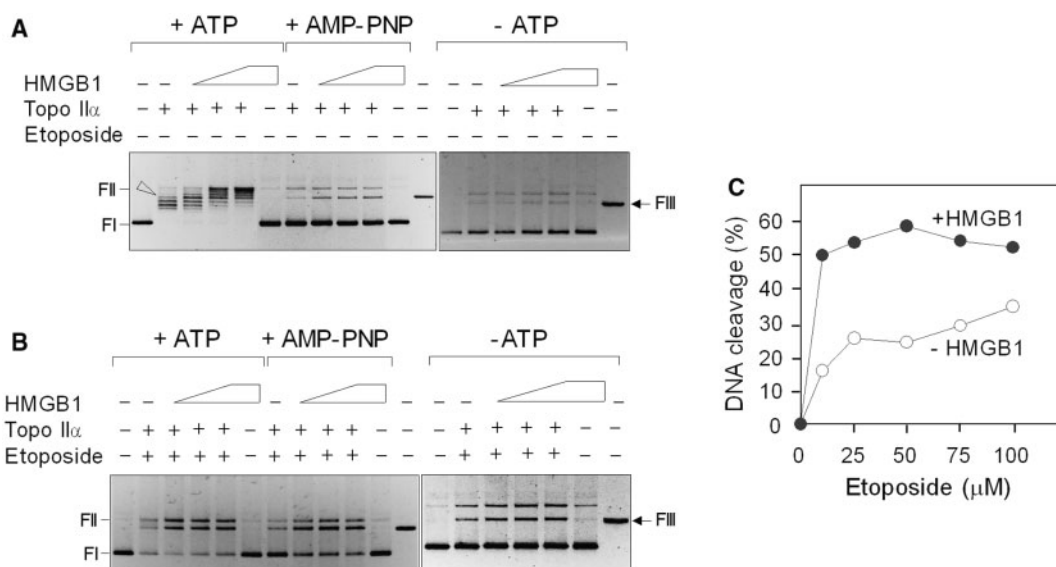 A + ATP + AMP-PNP - ATP
HMGB1 – – – – – – –
Topo IIα – + + + + – + + + + – – – + + + + – –
Etoposide – – – – – – – – – – – – – – – – – – –
FII
FI
FIII
B + ATP + AMP-PNP -ATP
HMGB1 – – – – – – –
Topo IIα – + + + + – + + + + – – – + + + + – –
Etoposide – + + + + – + + + + – – – + + + + – –
FII
FI
FIII
C
DNA cleavage (%)
60
50
40
30
20
10
0
+HMGB1
- HMGB1
0 25 50 75 100
Etoposide (μM)